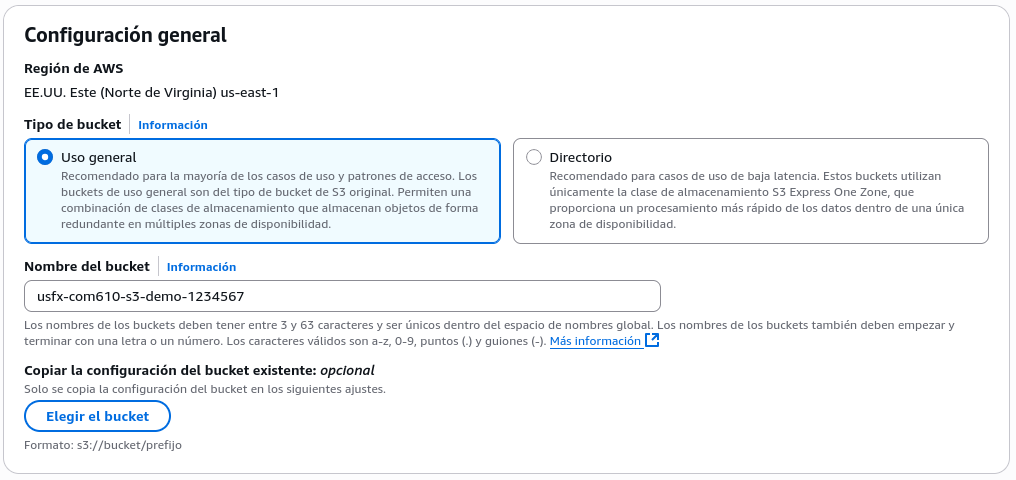 Configuración general
Región de AWS
EE.UU. Este (Norte de Virginia) us-east-1
Tipo de bucket
Información
Uso general
Recomendado para la mayoría de los casos de uso y patrones de acceso. Los
buckets de uso general son del tipo de bucket de S3 original. Permiten una
combinación de clases de almacenamiento que almacenan objetos de forma
redundante en múltiples zonas de disponibilidad.
Directorio
Recomendado para casos de uso de baja latencia. Estos buckets utilizan
únicamente la clase de almacenamiento S3 Express One Zone, que
proporciona un procesamiento más rápido de los datos dentro de una única
zona de disponibilidad.
Nombre del bucket
Información
usfx-com610-s3-demo-1234567
Los nombres de los buckets deben tener entre 3 y 63 caracteres y ser únicos dentro del espacio de nombres global. Los nombres de los buckets también deben empezar y
terminar con una letra o un número. Los caracteres válidos son a-z, 0-9, puntos (.) y guiones (-). Más información
Copiar la configuración del bucket existente: opcional
Solo se copia la configuración del bucket en los siguientes ajustes.
Elegir el bucket
Formato: s3://bucket/prefijo